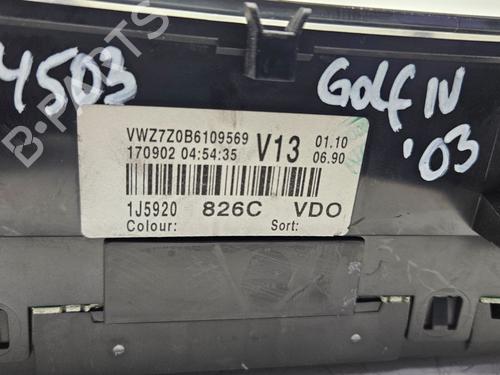 4503
GOLF IV
'03
VWZ7Z0B6109569 V13 01.10
170902 04:54:35 06.90
1J5920 826C VDO
Colour: Sort:
B-PARTS